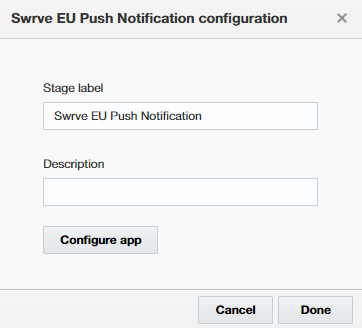 Swrve EU Push Notification configuration
Stage label
Swrve EU Push Notification
Description
Configure app
Cancel Done